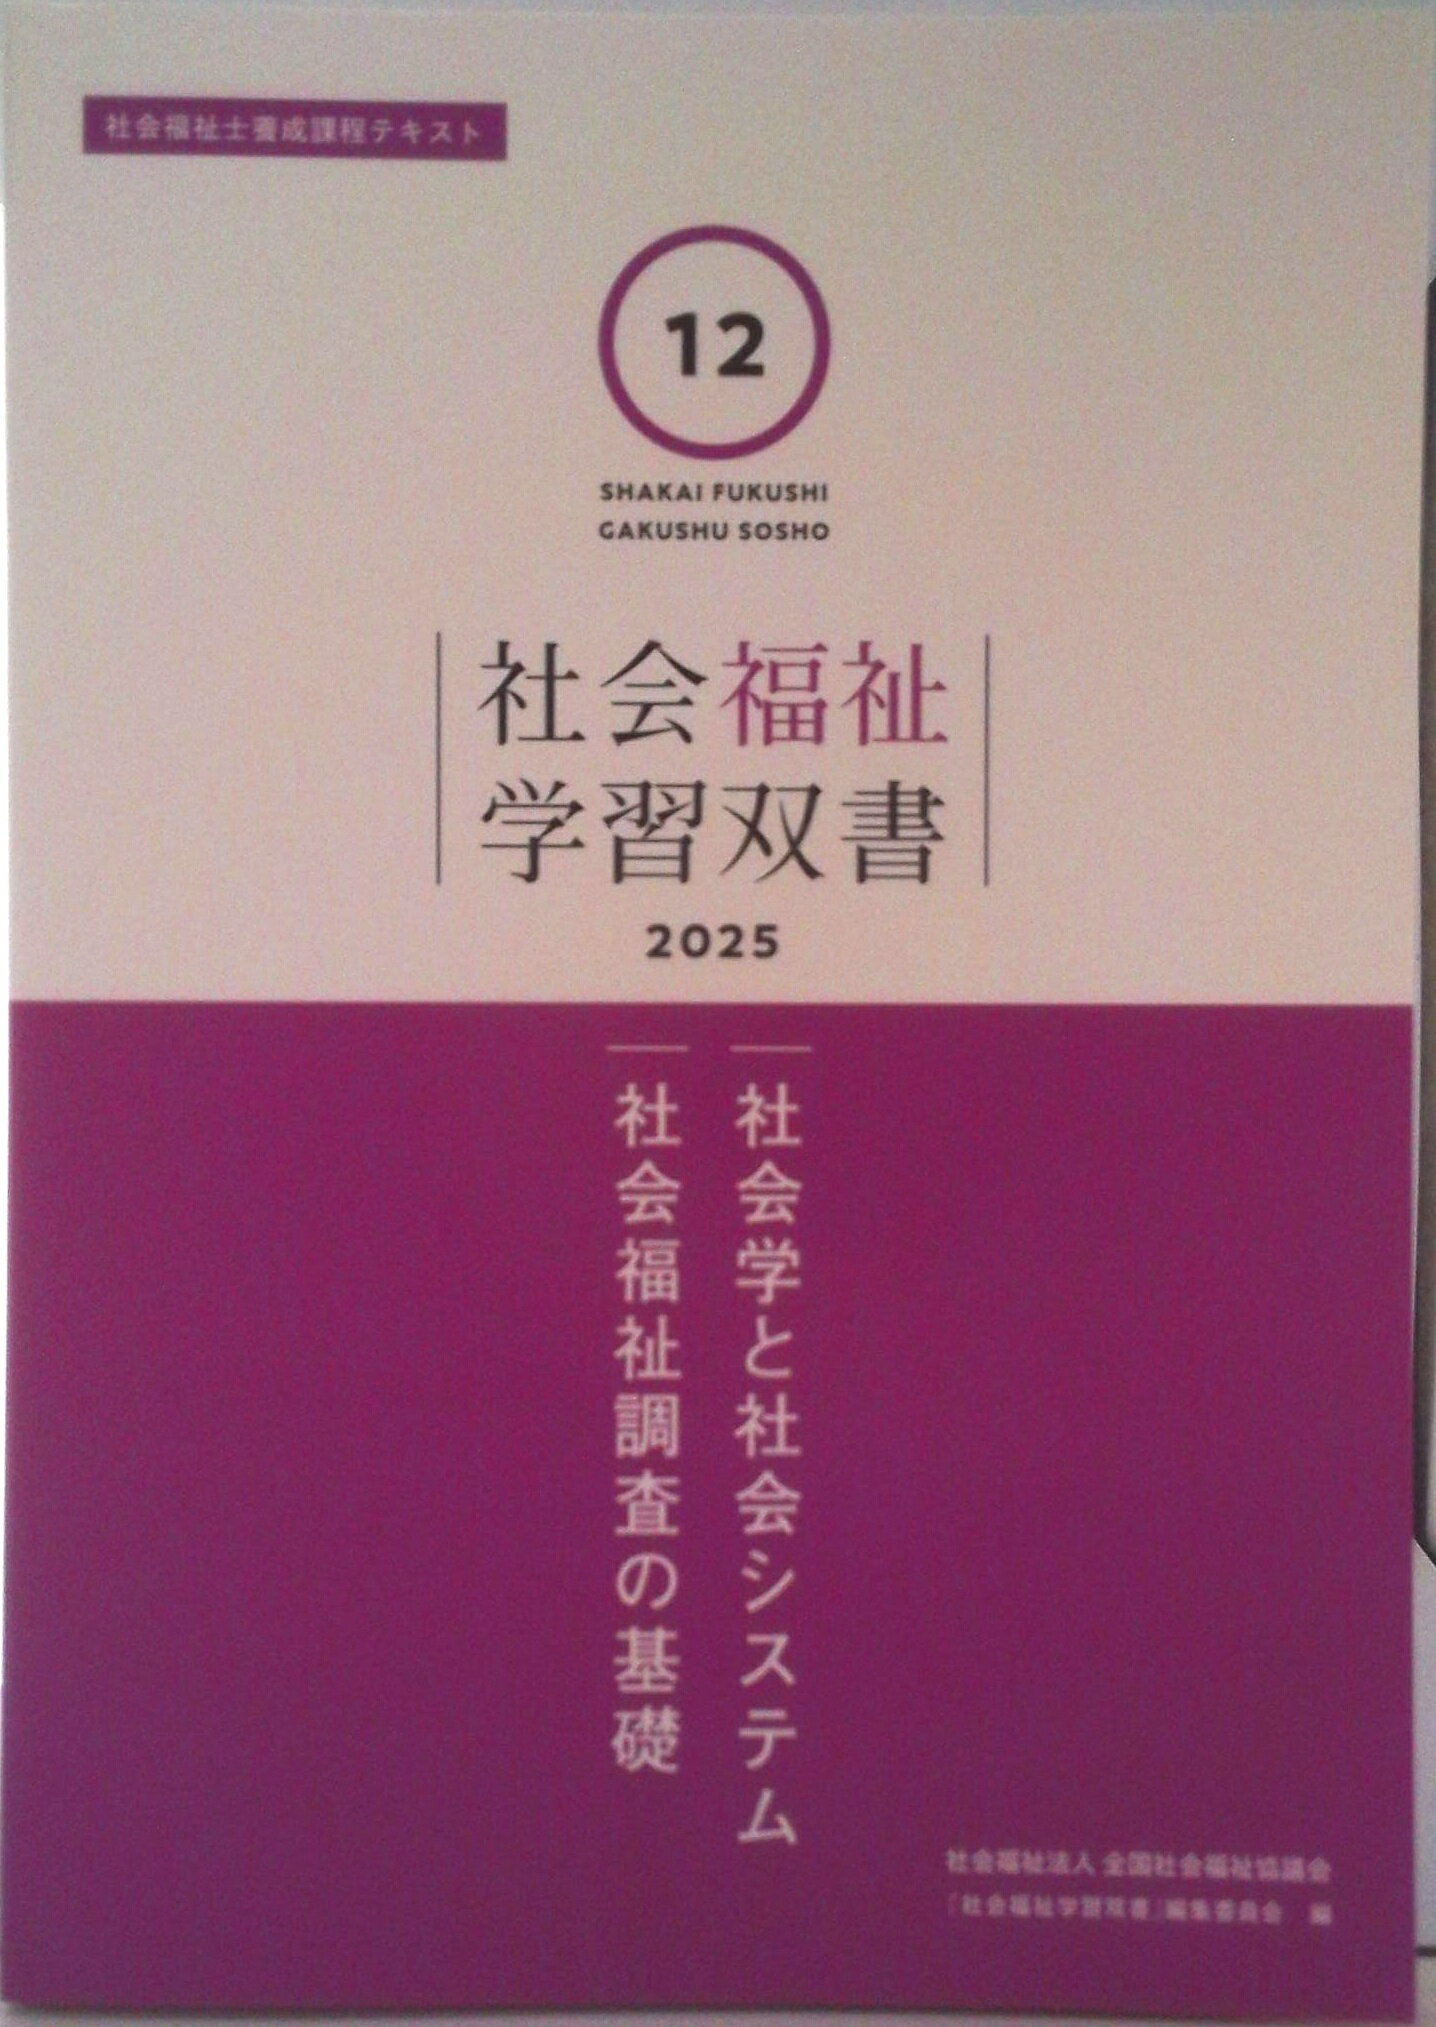 社会福祉士養成課程テキスト
12
SHAKAI FUKUSHI
GAKUSHU SOSHO
社会福祉
学習双書
2025
社会学と社会システム
社会福祉調査の基礎
社会福祉法人 全国社会福祉協議会
『社会福祉学習双書』編集委員会　編